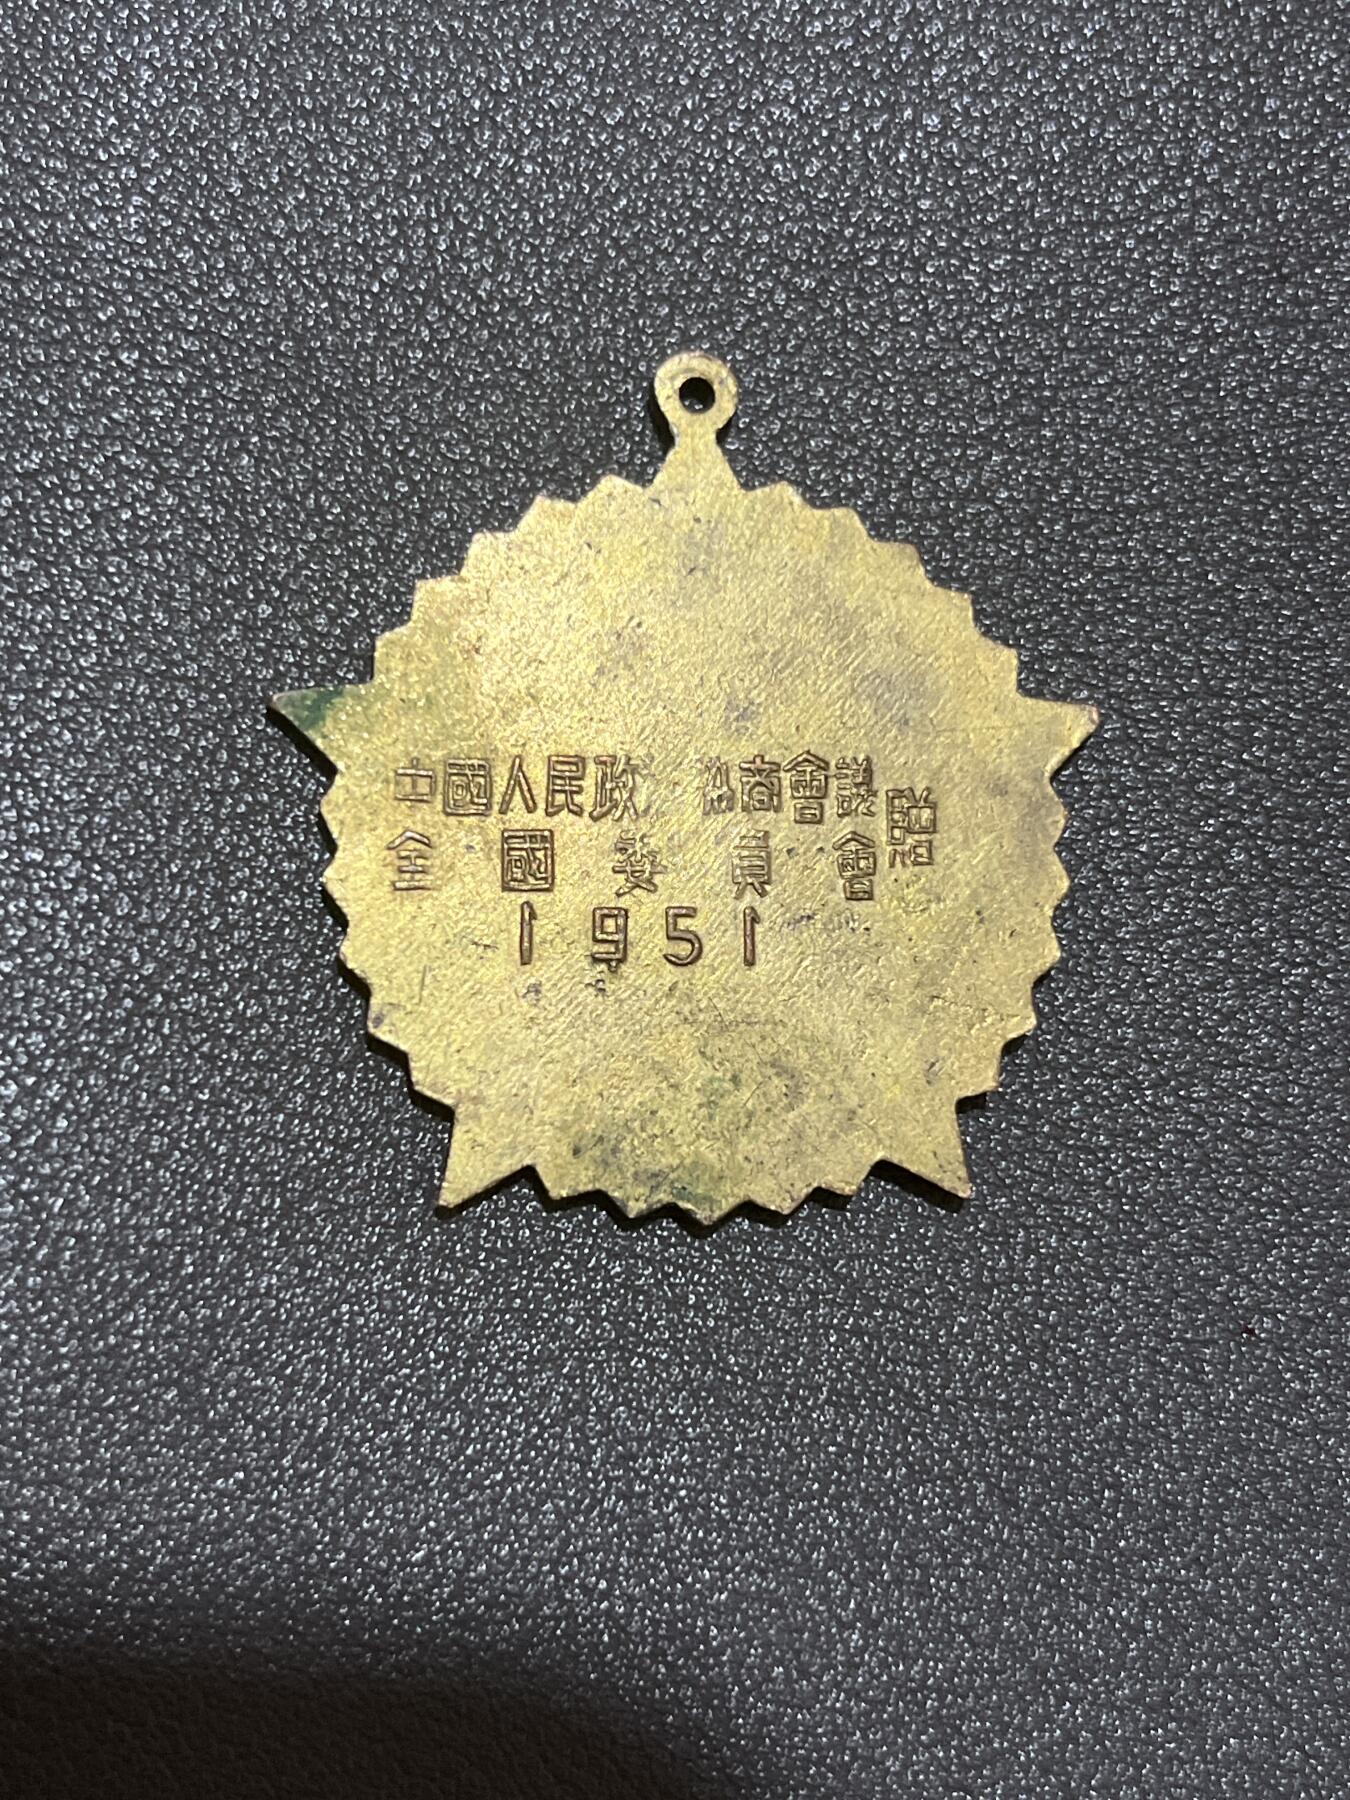 中國人民政 協商會議
全國委員會
贈
1951